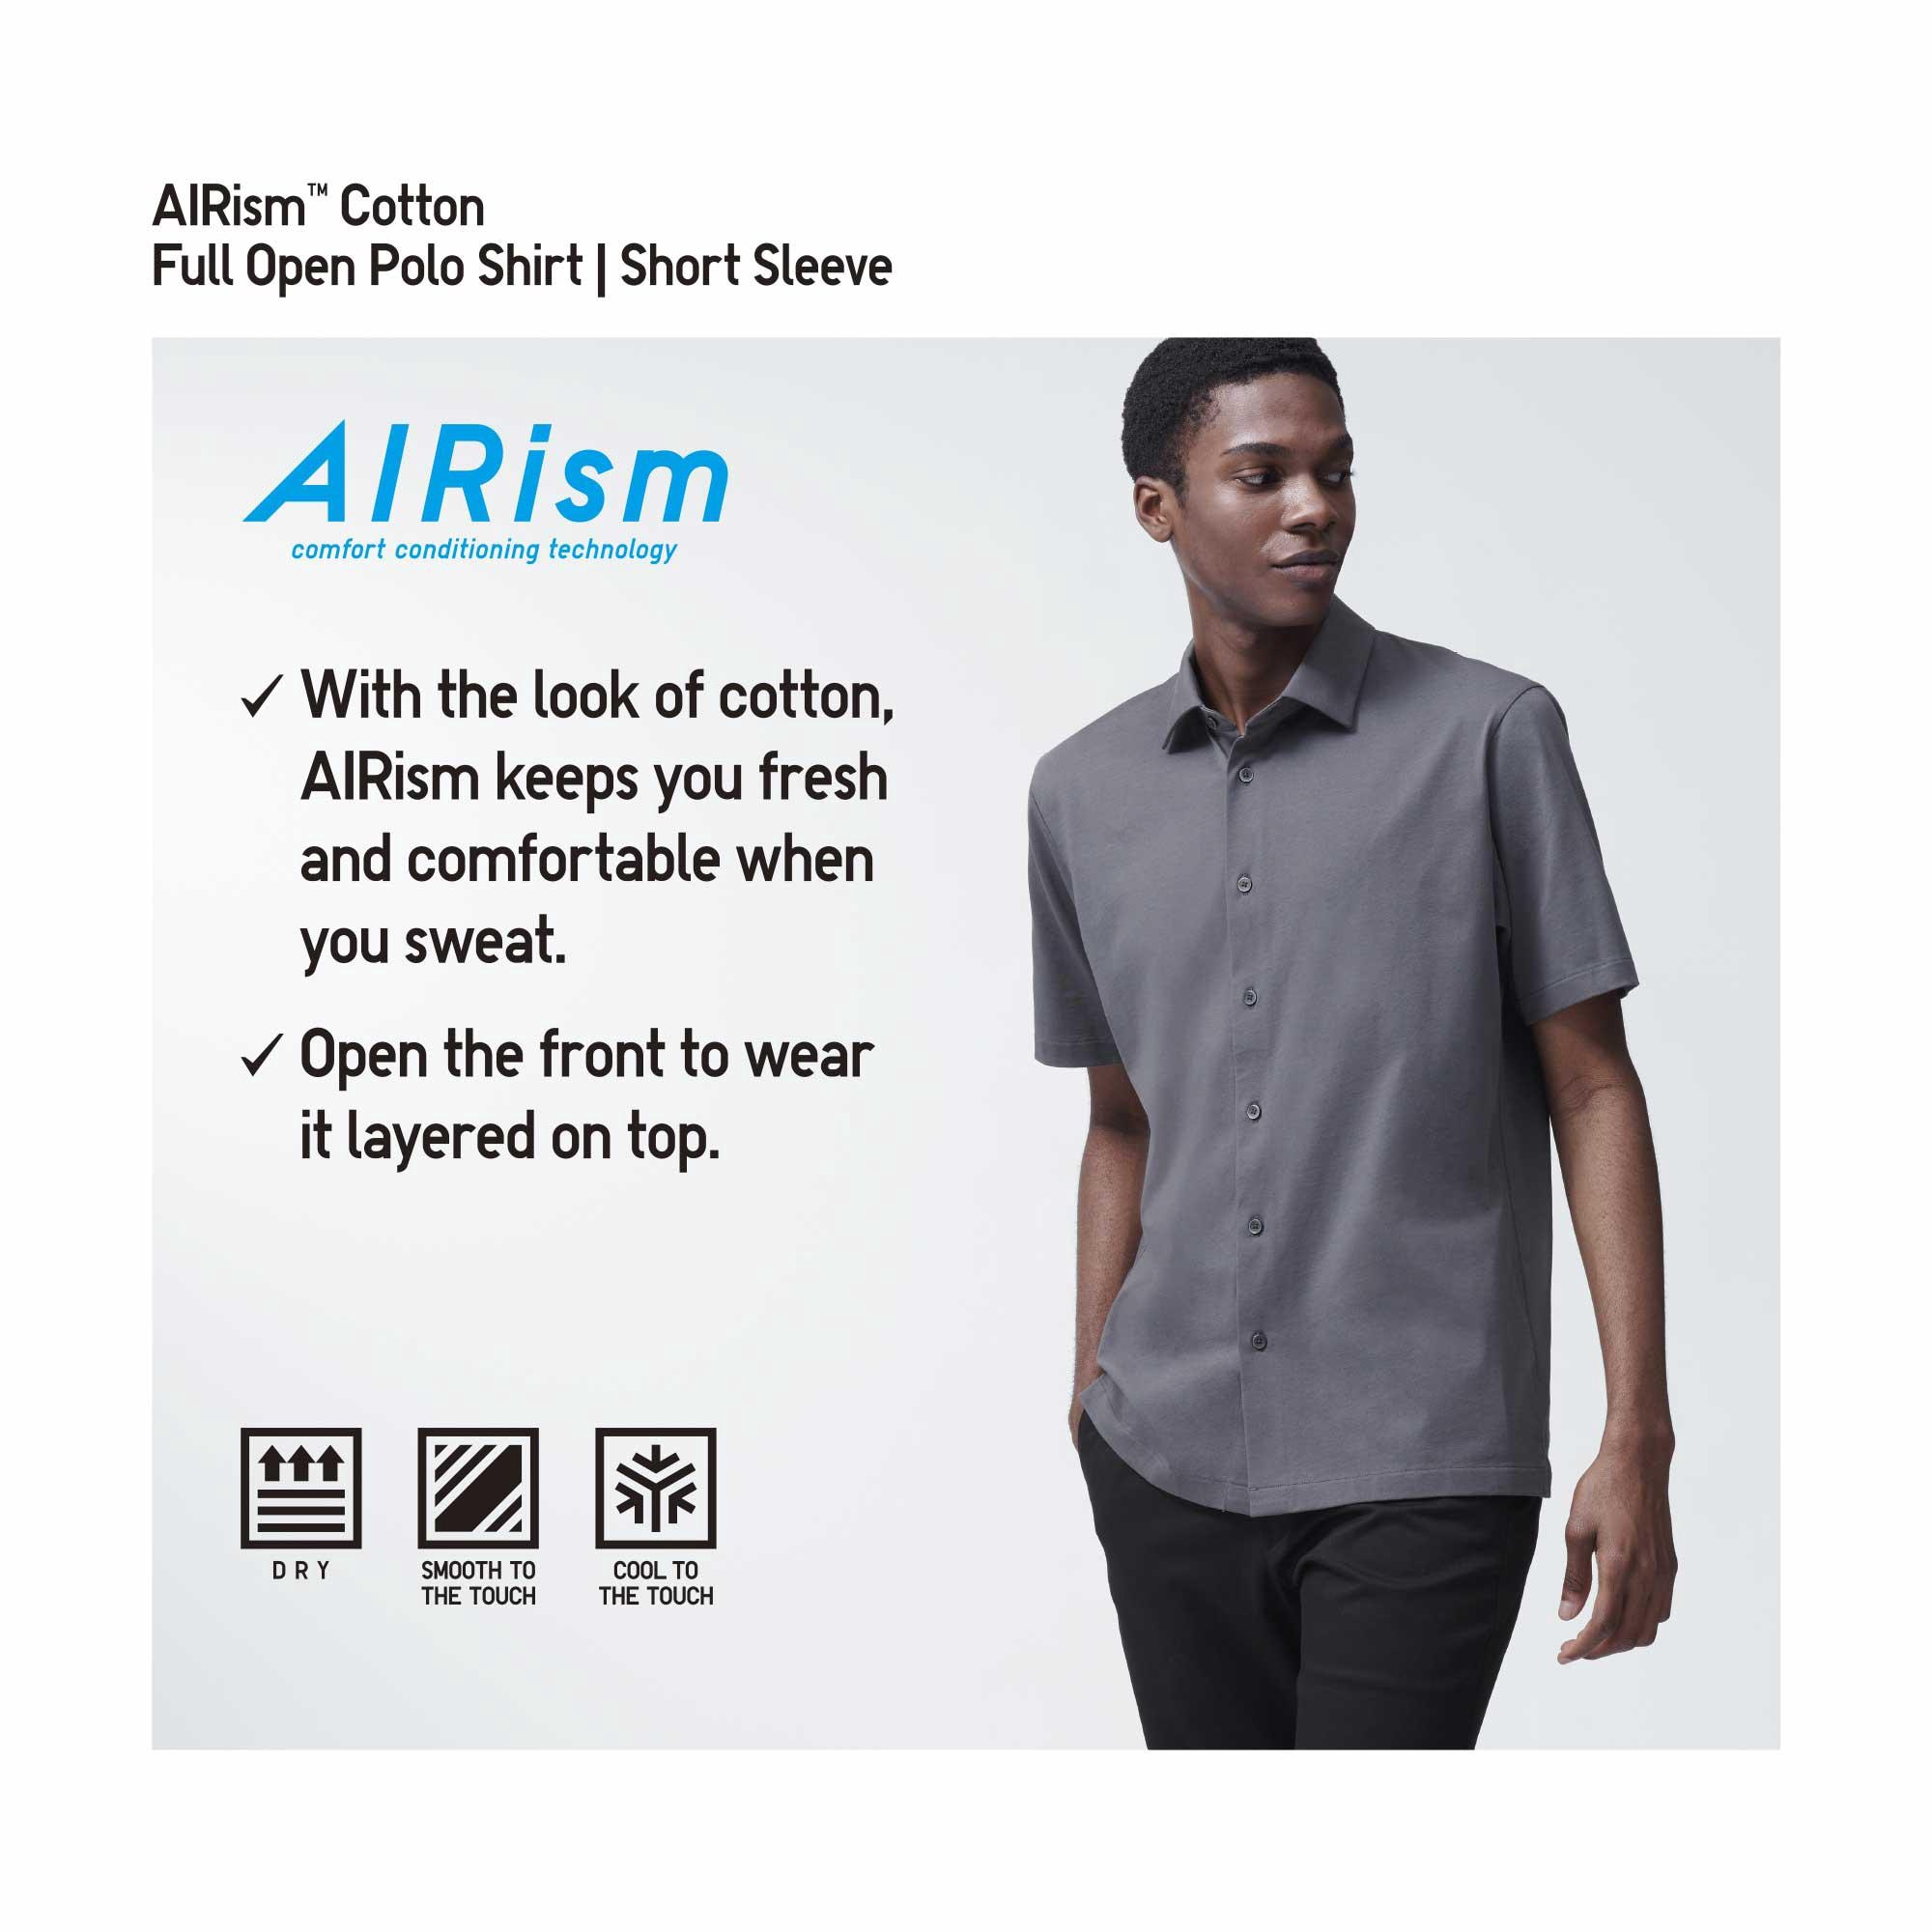 AIRism™ Cotton
Full Open Polo Shirt | Short Sleeve
AIRism
comfort conditioning technology
✓ With the look of cotton,
AIRism keeps you fresh
and comfortable when
you sweat.
✓ Open the front to wear
it layered on top.
DRY
SMOOTH TO
THE TOUCH
COOL TO
THE TOUCH